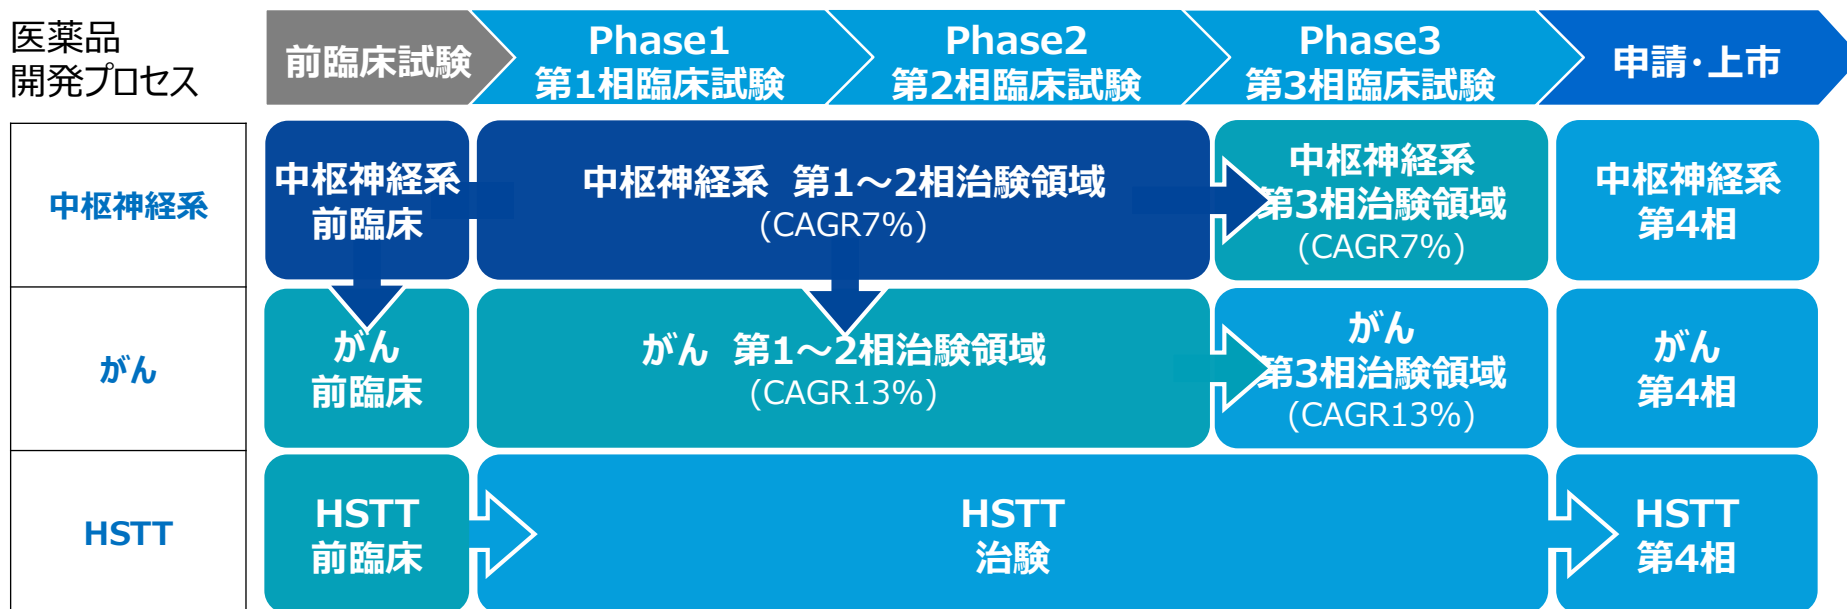 医薬品
開発プロセス
前臨床試験
Phase1
第1相臨床試験
Phase2
第2相臨床試験
Phase3
第3相臨床試験
申請・上市
中枢神経系
中枢神経系
前臨床
中枢神経系 第1～2相治験領域
(CAGR7%)
中枢神経系
第3相治験領域
(CAGR7%)
中枢神経系
第4相
がん
がん
前臨床
がん 第1～2相治験領域
(CAGR13%)
がん
第3相治験領域
(CAGR13%)
がん
第4相
HSTT
HSTT
前臨床
HSTT
治験
HSTT
第4相